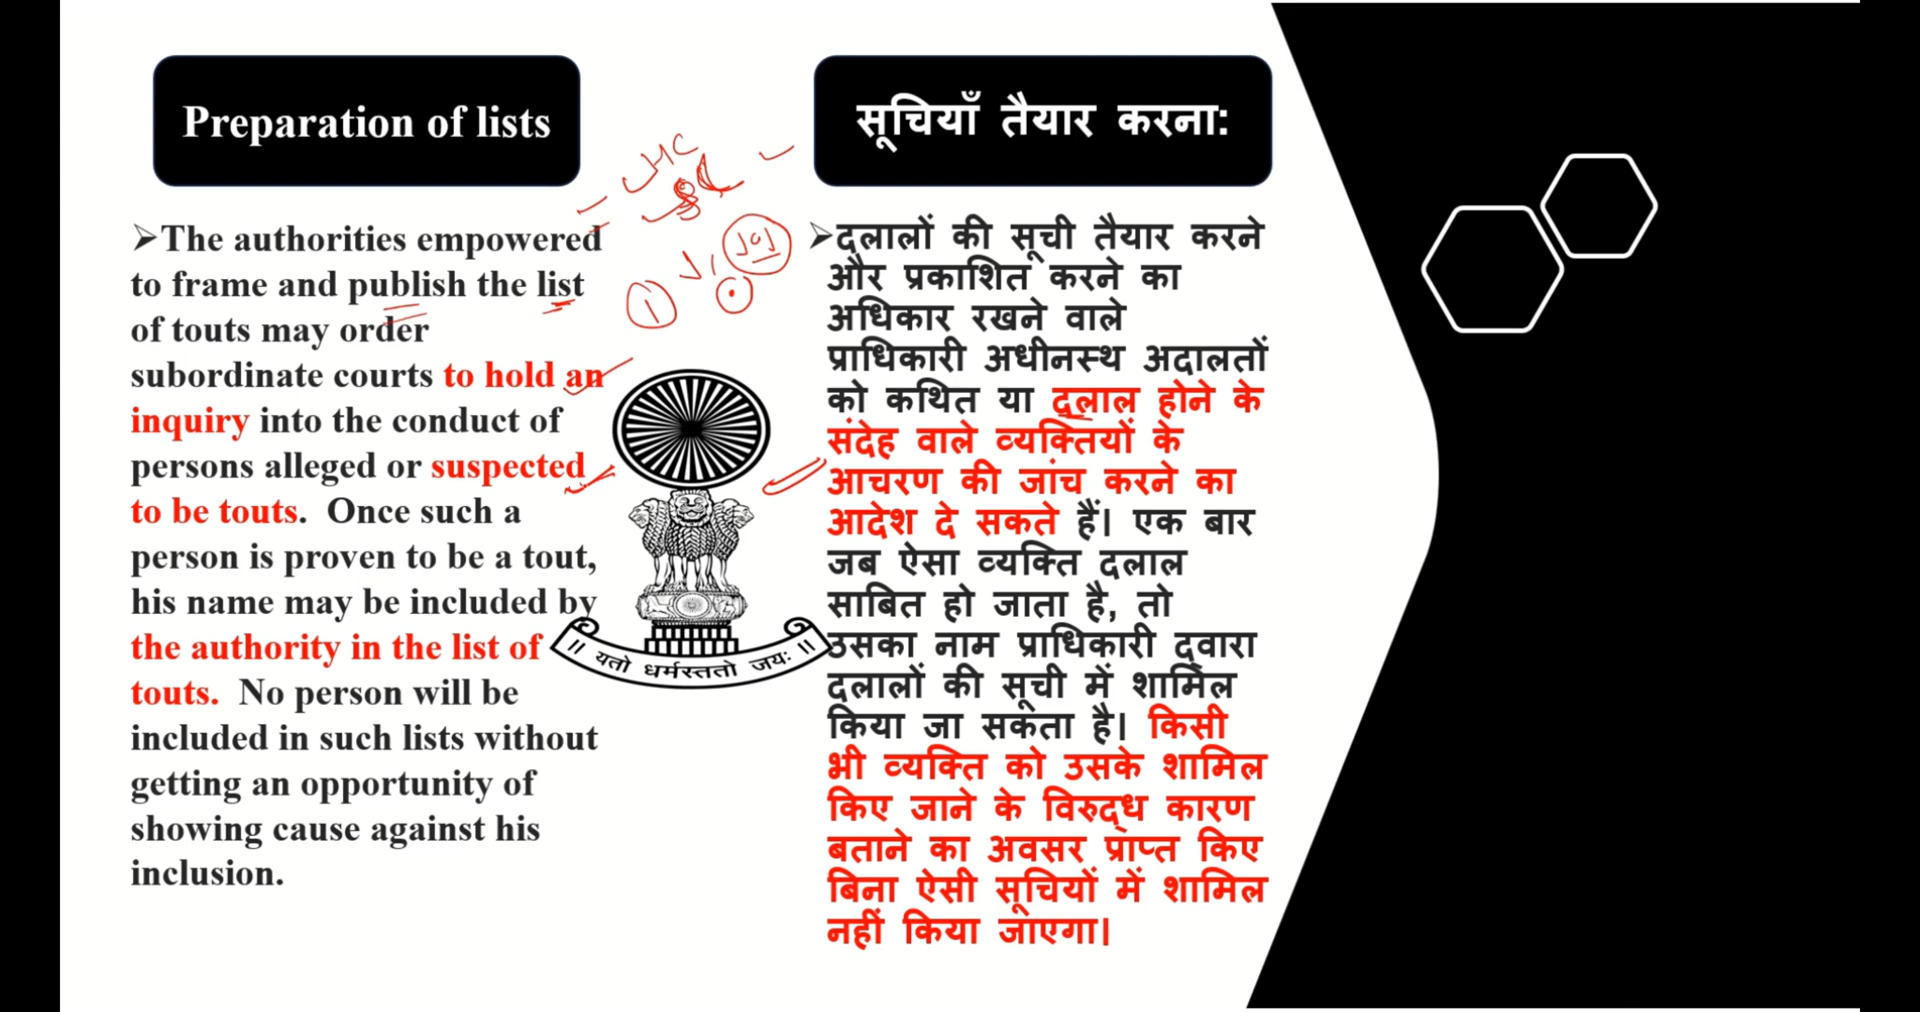 Preparation of lists
➢The authorities empowered
to frame and publish the list
of touts may order
subordinate courts to hold an
inquiry into the conduct of
persons alleged or suspected
to be touts. Once such a
person is proven to be a tout,
his name may be included by
the authority in the list of
touts. No person will be
included in such lists without
getting an opportunity of
showing cause against his
inclusion.
॥ यतो धर्मस्ततो जयः ॥
सूचियाँ तैयार करना:
➢दलालों की सूची तैयार करने
और प्रकाशित करने का
अधिकार रखने वाले
प्राधिकारी अधीनस्थ अदालतों
को कथित या दलाल होने के
संदेह वाले व्यक्तियों के
आचरण की जांच करने का
आदेश दे सकते हैं। एक बार
जब ऐसा व्यक्ति दलाल
साबित हो जाता है, तो
उसका नाम प्राधिकारी द्वारा
दलालों की सूची में शामिल
किया जा सकता है। किसी
भी व्यक्ति को उसके शामिल
किए जाने के विरुद्ध कारण
बताने का अवसर प्राप्त किए
बिना ऐसी सूचियों में शामिल
नहीं किया जाएगा।